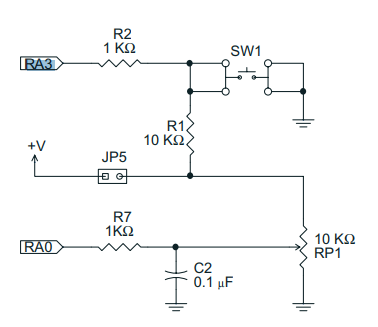 R2
1 KΩ
SW1
RA3
R1
10 KΩ
+V
JP5
R7
1KΩ
RA0
10 KΩ
RP1
C2
0.1 µF